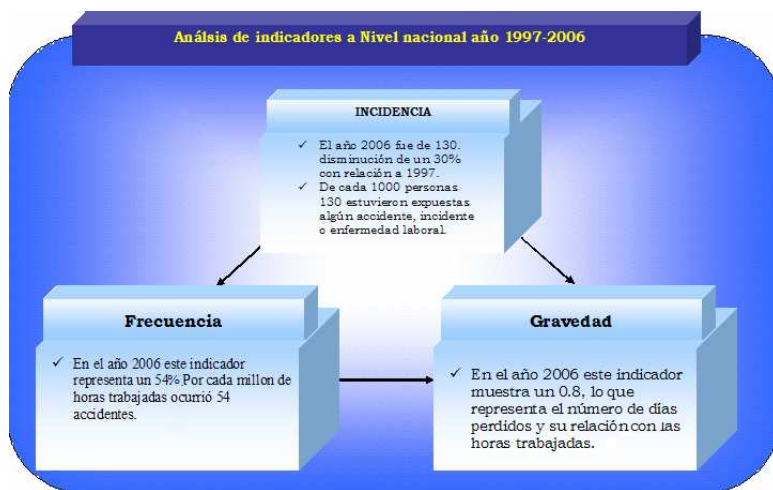 Análsis de indicadores a Nivel nacional año 1997-2006
INCIDENCIA
✓ El año 2006 fue de 130.
disminución de un 30%
con relación a 1997.
✓ De cada 1000 personas
130 estuvieron expuestas
algún accidente, incidente
o enfermedad laboral.
Frecuencia
✓ En el año 2006 este indicador
representa un 54% Por cada millon de
horas trabajadas ocurrió 54
accidentes.
Gravedad
✓ En el año 2006 este indicador
muestra un 0.8, lo que
representa el número de días
perdidos y su relación con las
horas trabajadas.